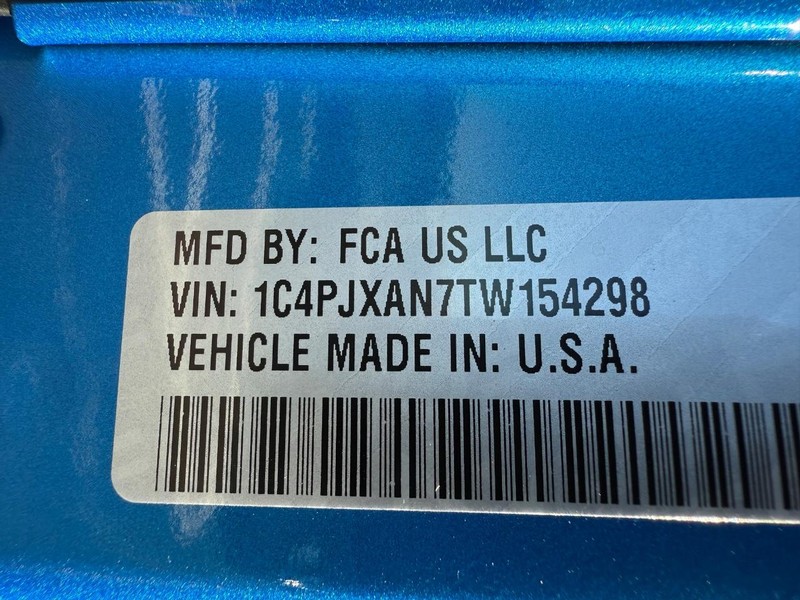 MFD BY: FCA US LLC
VIN: 1C4PJXAN7TW154298
VEHICLE MADE IN: U.S.A.